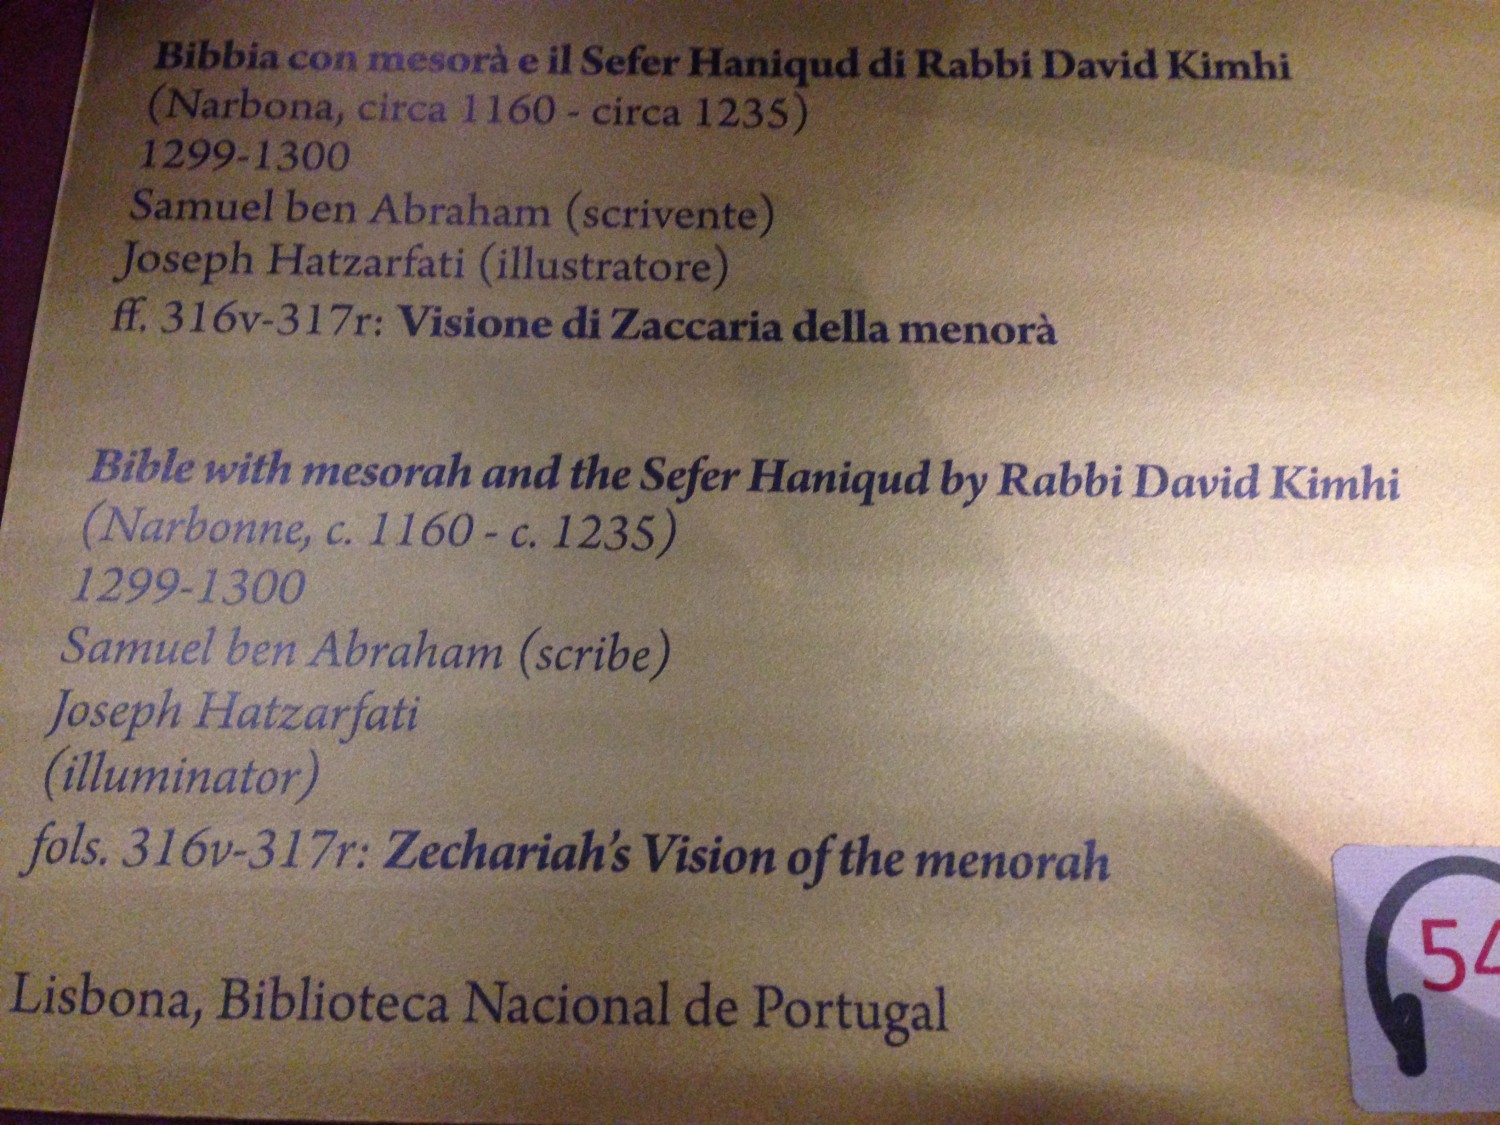 Bibbia con mesorà e il Sefer Haniqud di Rabbi David Kimhi
(Narbona, circa 1160 - circa 1235)
1299-1300
Samuel ben Abraham (scrivente)
Joseph Hatzarfati (illustratore)
ff. 316v-317r: Visione di Zaccaria della menorà
Bible with mesorah and the Sefer Haniqud by Rabbi David Kimhi
(Narbonne, c. 1160 - c. 1235)
1299-1300
Samuel ben Abraham (scribe)
Joseph Hatzarfati
(illuminator)
fols. 316v-317r: Zechariah's Vision of the menorah
Lisbona, Biblioteca Nacional de Portugal
54